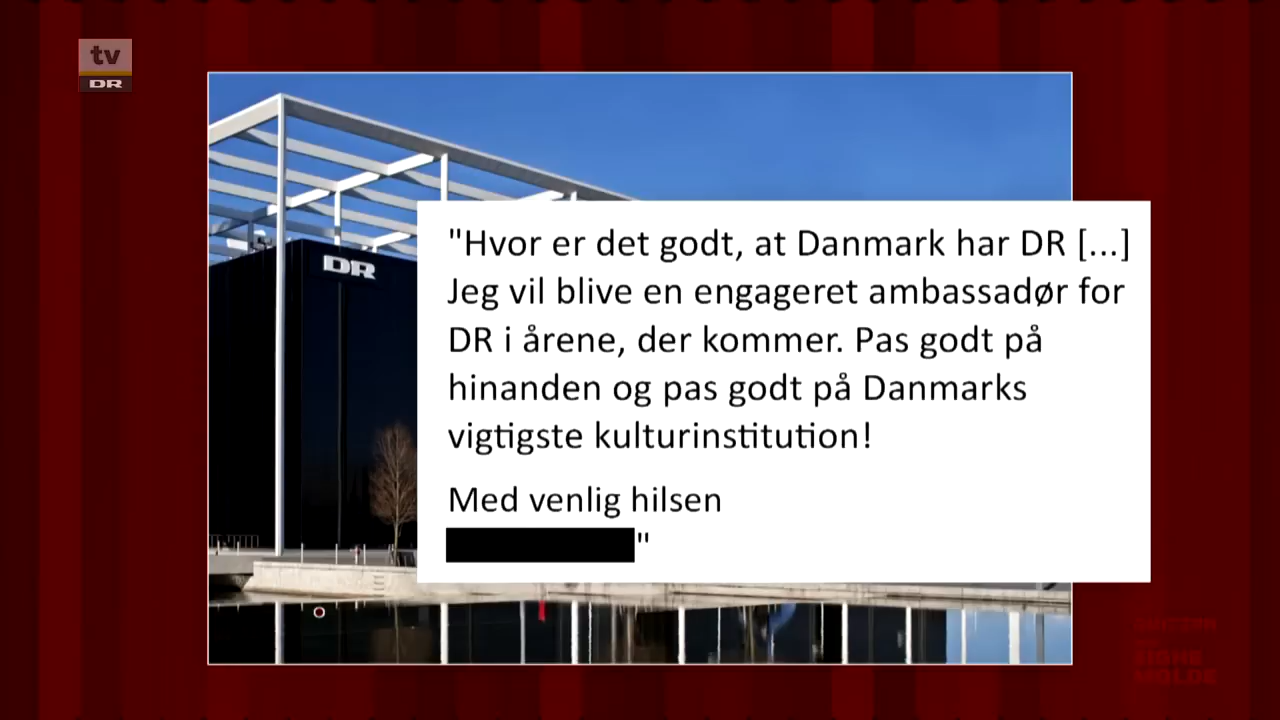 tv
DR
DR
"Hvor er det godt, at Danmark har DR [...]
Jeg vil blive en engageret ambassadør for
DR i årene, der kommer. Pas godt på
hinanden og pas godt på Danmarks
vigtigste kulturinstitution!
Med venlig hilsen
"